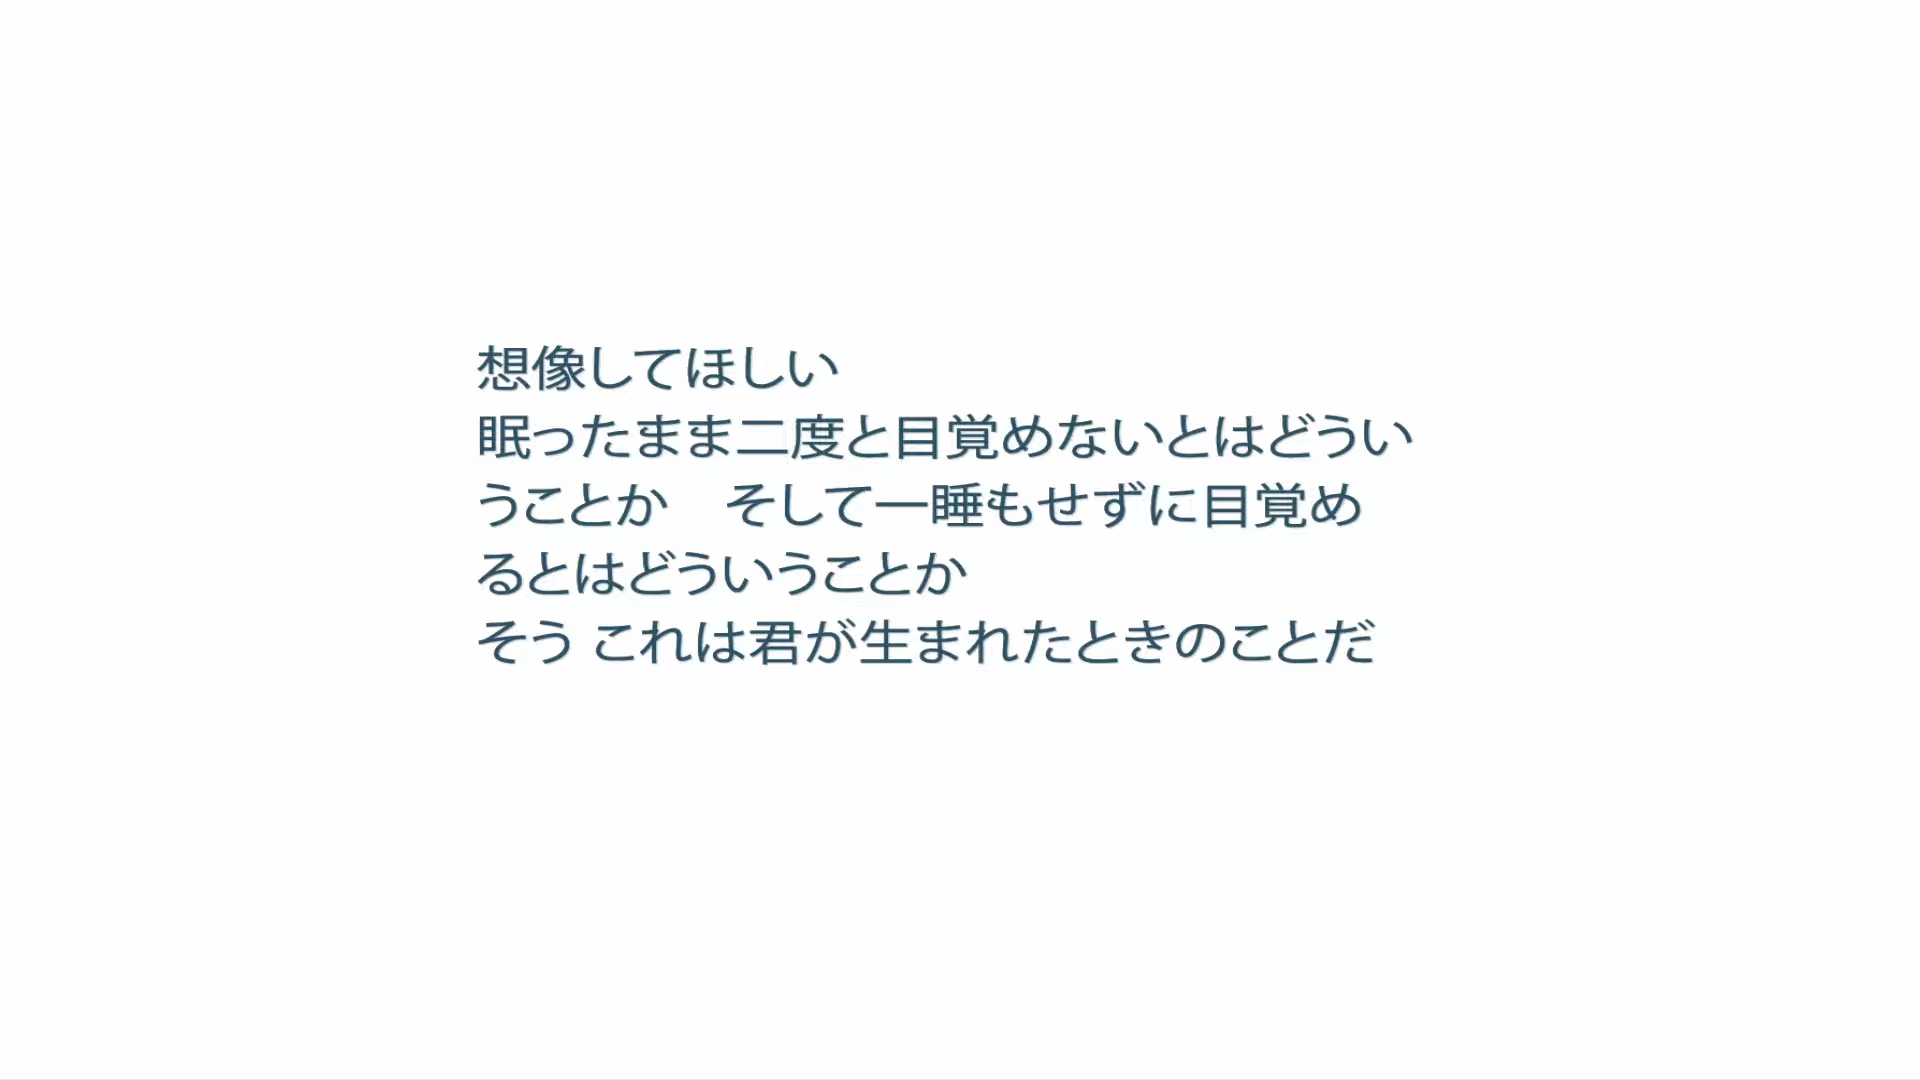 想像してほしい
眠ったまま二度と目覚めないとはどうい
うことか　そして一睡もせずに目覚め
るとはどういうことか
そう これは君が生まれたときのことだ